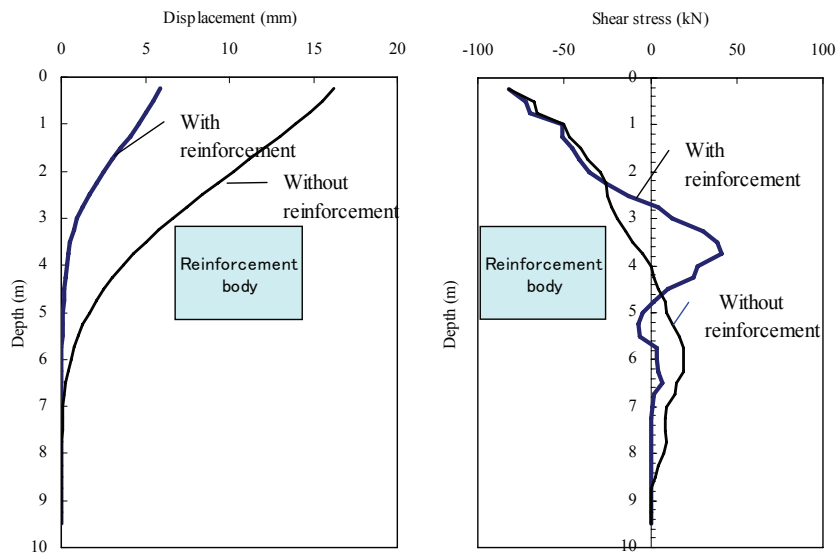 Displacement (mm)
0 5 10 15 20
0
1
2
3
4
5
6
7
8
9
10
Depth (m)
With
reinforcement
Without
reinforcement
Reinforcement
body
Shear stress (kN)
-100 -50 0 50 100
0
1
2
3
4
5
6
7
8
9
10
Depth (m)
With
reinforcement
Reinforcement
body
Without
reinforcement